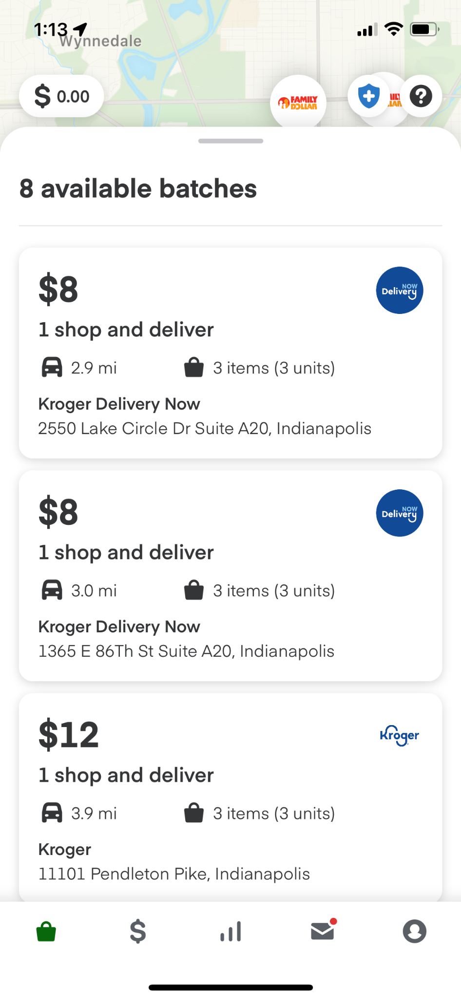 1:13
Wynnedale
$ 0.00
FAMILY
DOLLAR
8 available batches
$8
NOW
Delivery
1 shop and deliver
2.9 mi
3 items (3 units)
Kroger Delivery Now
2550 Lake Circle Dr Suite A20, Indianapolis
$8
NOW
Delivery
1 shop and deliver
3.0 mi
3 items (3 units)
Kroger Delivery Now
1365 E 86Th St Suite A20, Indianapolis
$12
Kroger
1 shop and deliver
3.9 mi
3 items (3 units)
Kroger
11101 Pendleton Pike, Indianapolis